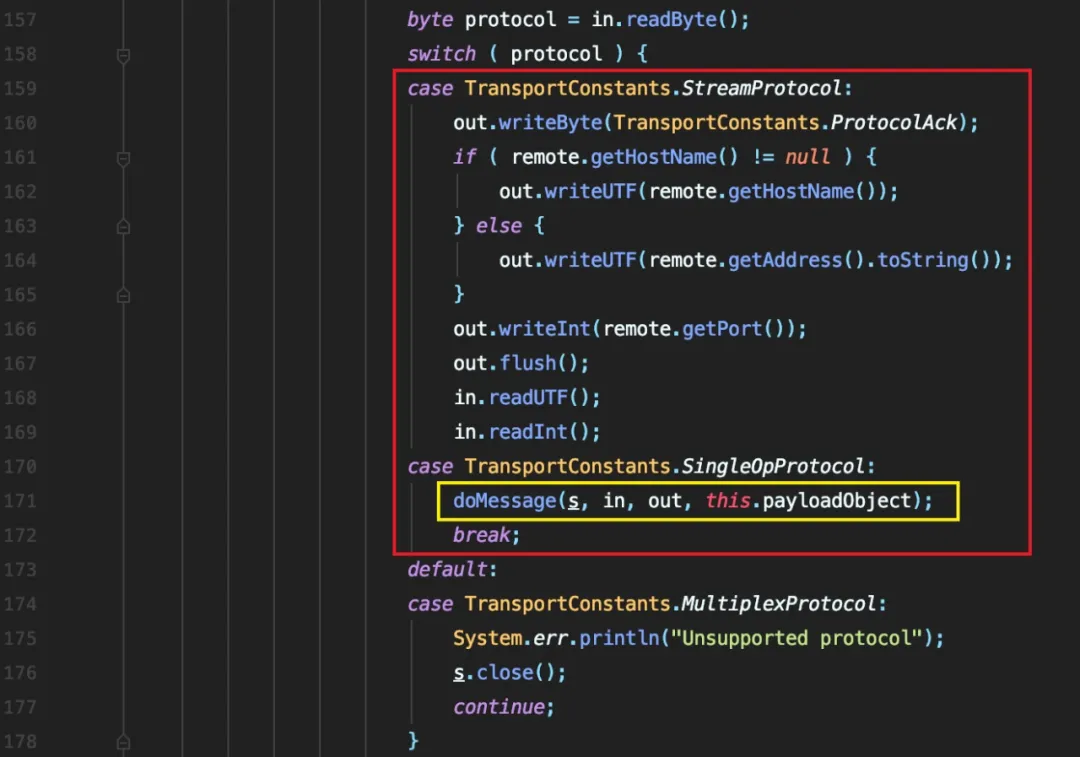 157 byte protocol = in.readByte();
158 switch ( protocol ) {
159 case TransportConstants.StreamProtocol:
160 out.writeByte(TransportConstants.ProtocolAck);
161 if ( remote.getHostName() != null ) {
162 out.writeUTF(remote.getHostName());
163 } else {
164 out.writeUTF(remote.getAddress().toString());
165 }
166 out.writeInt(remote.getPort());
167 out.flush();
168 in.readUTF();
169 in.readInt();
170 case TransportConstants.SingleOpProtocol:
171 doMessage(s, in, out, this.payloadObject);
172 break;
173 default:
174 case TransportConstants.MultiplexProtocol:
175 System.err.println("Unsupported protocol");
176 s.close();
177 continue;
178 }